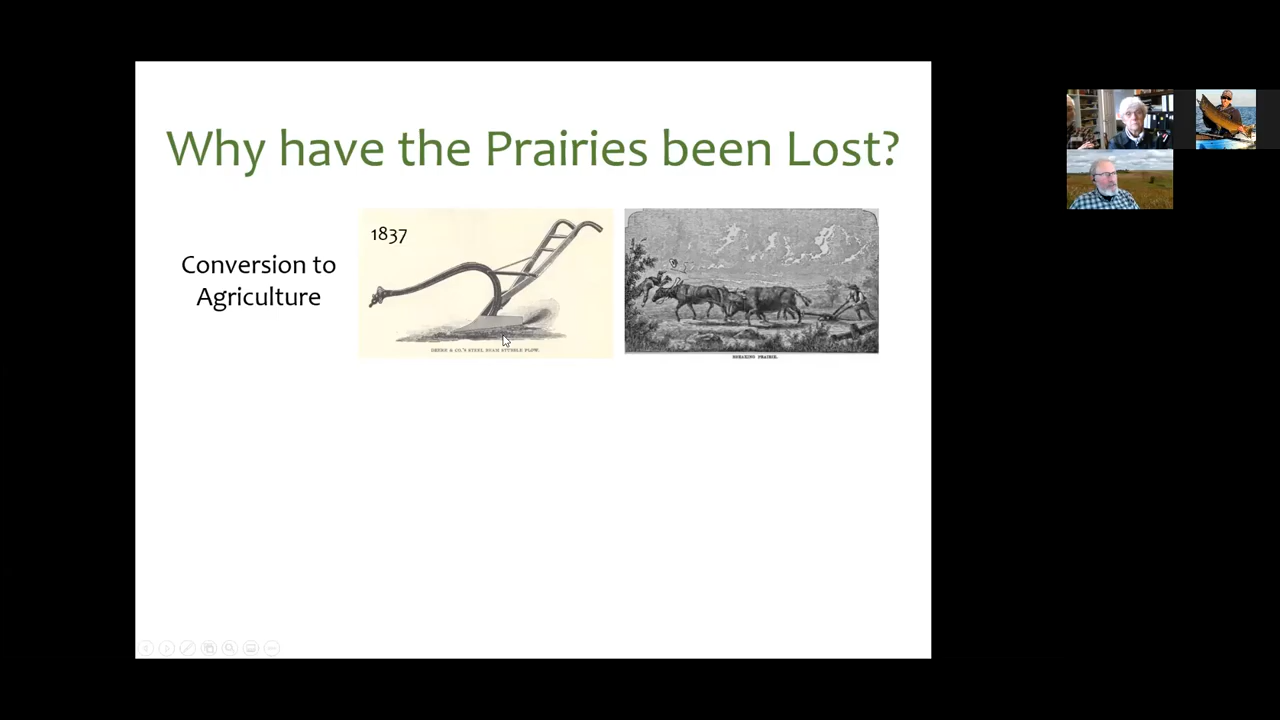 Why have the Prairies been Lost?
Conversion to
Agriculture
1837
DEERE & CO.'S STEEL BEAM STUBBLE PLOW.
BREAKING PRAIRIE.